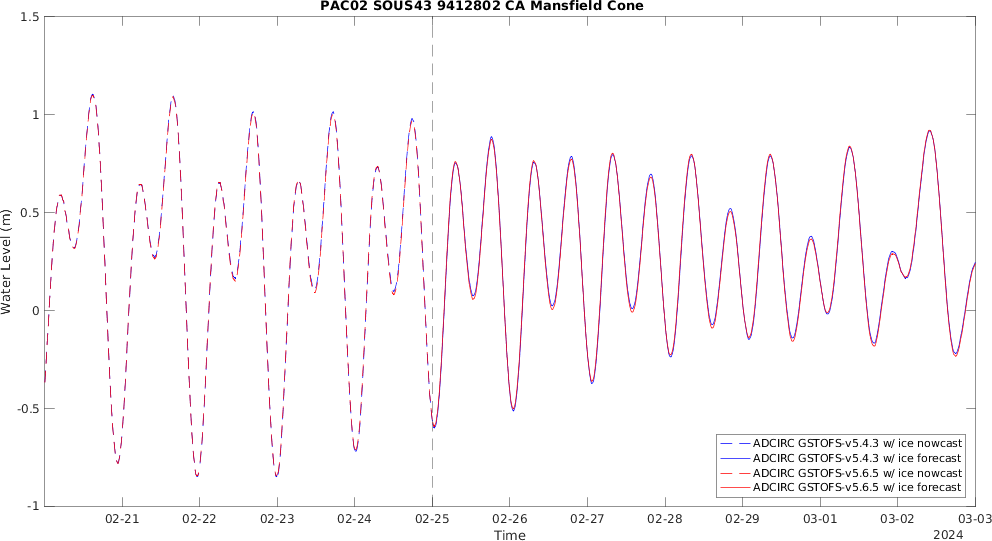 PAC02 SOUS43 9412802 CA Mansfield Cone
1.5
1
0.5
0
-0.5
-1
Water Level (m)
02-21 02-22 02-23 02-24 02-25 02-26 02-27 02-28 02-29 03-01 03-02 03-03
Time
2024
ADCIRC GSTOFS-v5.4.3 w/ ice nowcast
ADCIRC GSTOFS-v5.4.3 w/ ice forecast
ADCIRC GSTOFS-v5.6.5 w/ ice nowcast
ADCIRC GSTOFS-v5.6.5 w/ ice forecast